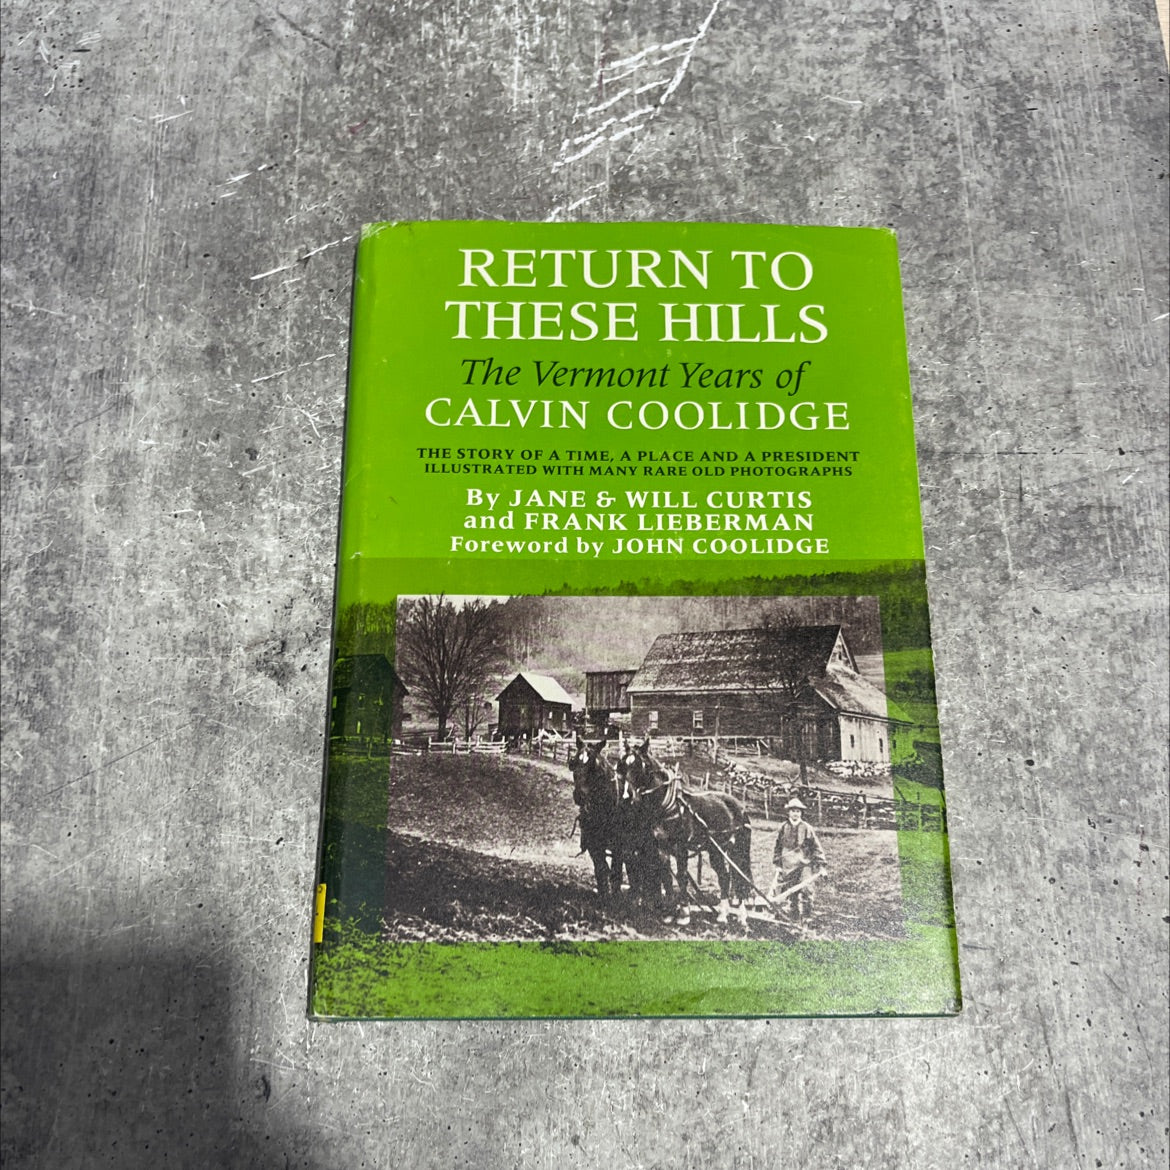 RETURN TO
THESE HILLS
The Vermont Years of
CALVIN COOLIDGE
THE STORY OF A TIME, A PLACE AND A PRESIDENT
ILLUSTRATED WITH MANY RARE OLD PHOTOGRAPHS
By JANE & WILL CURTIS
and FRANK LIEBERMAN
Foreword by JOHN COOLIDGE